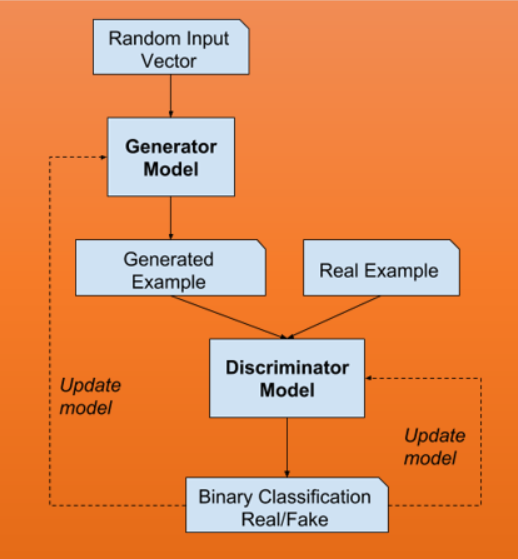 Random Input
Vector
Generator
Model
Generated
Example
Real Example
Discriminator
Model
Update
model
Update
model
Binary Classification
Real/Fake